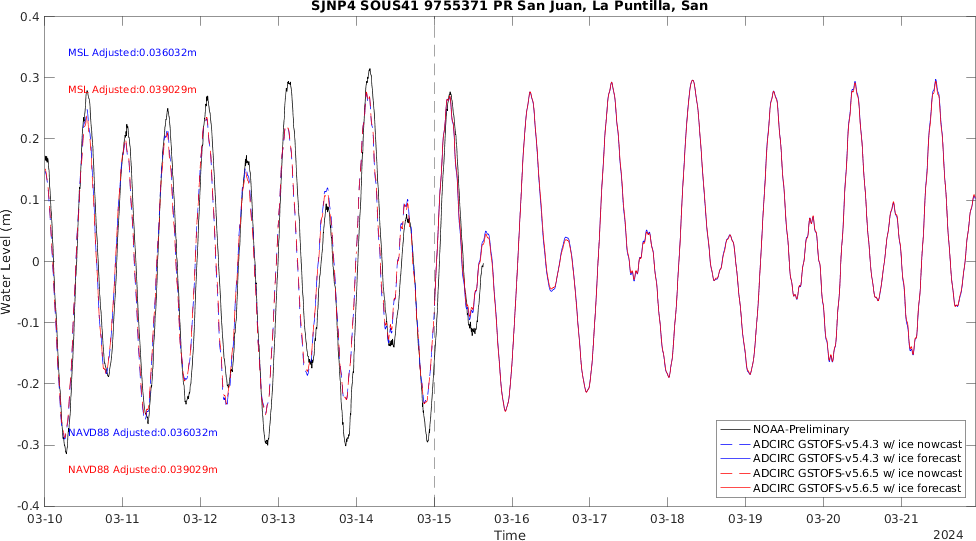 SJNP4 SOUS41 9755371 PR San Juan, La Puntilla, San
0.4
0.3
0.2
0.1
0
-0.1
-0.2
-0.3
-0.4
Water Level (m)
MSL Adjusted:0.036032m
MSL Adjusted:0.039029m
NAVD88 Adjusted:0.036032m
NAVD88 Adjusted:0.039029m
NOAA-Preliminary
ADCIRC GSTOFS-v5.4.3 w/ ice nowcast
ADCIRC GSTOFS-v5.4.3 w/ ice forecast
ADCIRC GSTOFS-v5.6.5 w/ ice nowcast
ADCIRC GSTOFS-v5.6.5 w/ ice forecast
03-10 03-11 03-12 03-13 03-14 03-15 03-16 03-17 03-18 03-19 03-20 03-21
Time
2024